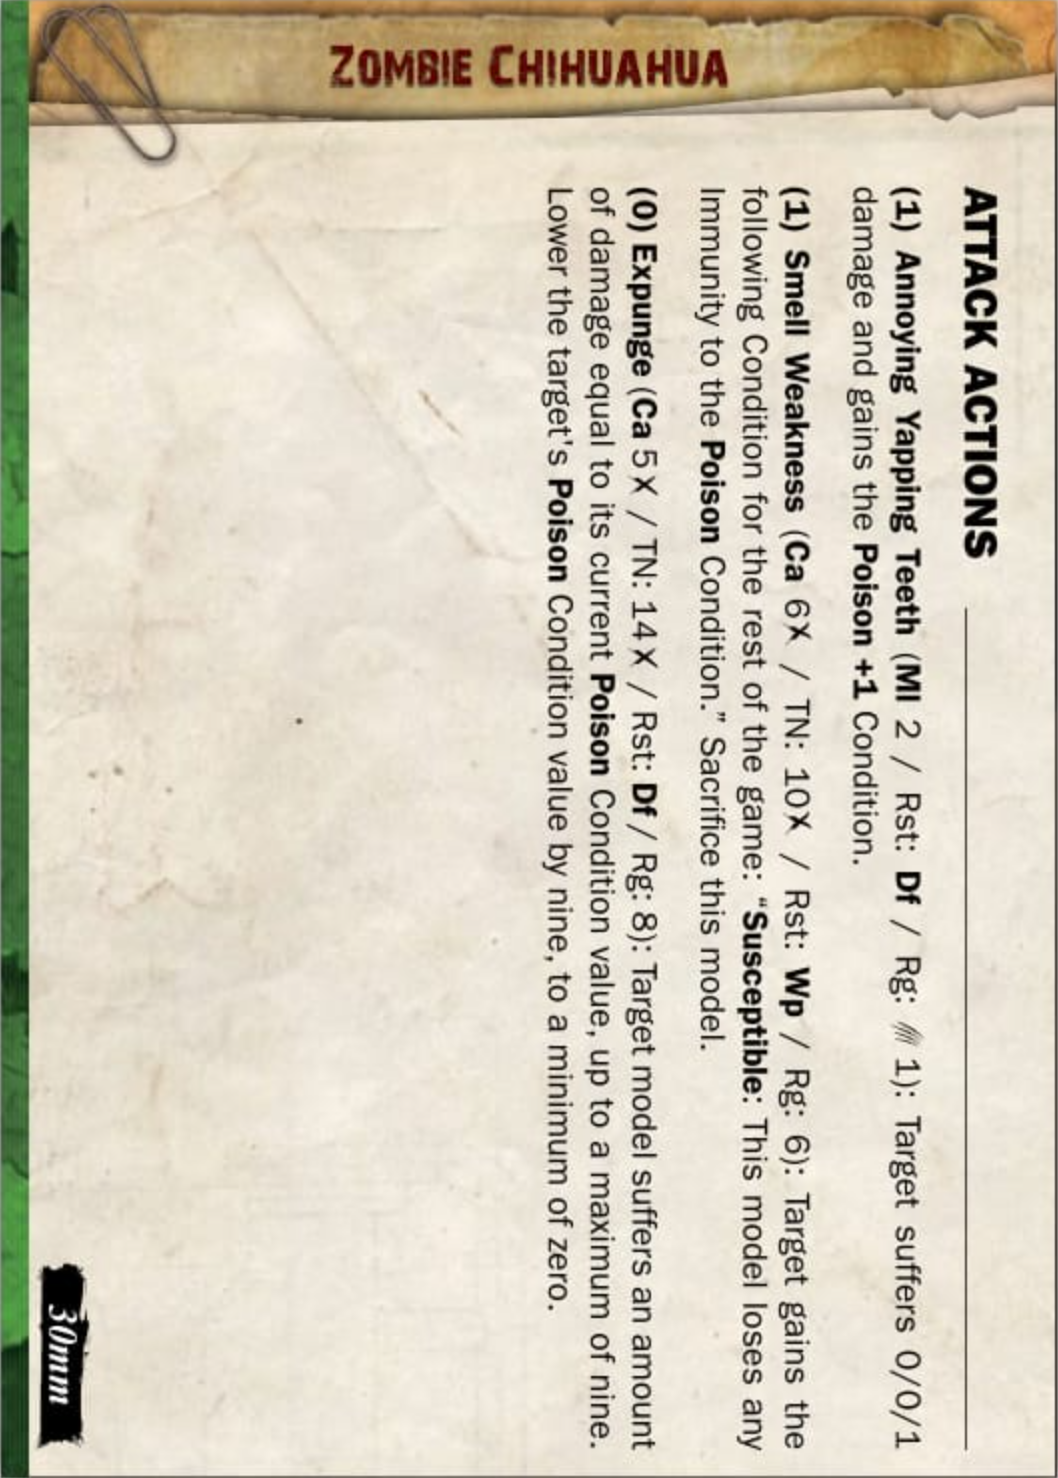 ZOMBIE CHIHUAHUA
ATTACK ACTIONS
(1) Annoying Yapping Teeth (Ml 2 / Rst: Df / Rg: 1): Target suffers 0/0/1
damage and gains the Poison +1 Condition.
(1) Smell Weakness (Ca 6X / TN: 10X / Rst: Wp / Rg: 6): Target gains the
following Condition for the rest of the game: “Susceptible: This model loses any
Immunity to the Poison Condition.” Sacrifice this model.
(0) Expunge (Ca 5X / TN: 14X / Rst: Df / Rg: 8): Target model suffers an amount
of damage equal to its current Poison Condition value, up to a maximum of nine.
Lower the target's Poison Condition value by nine, to a minimum of zero.
30mm